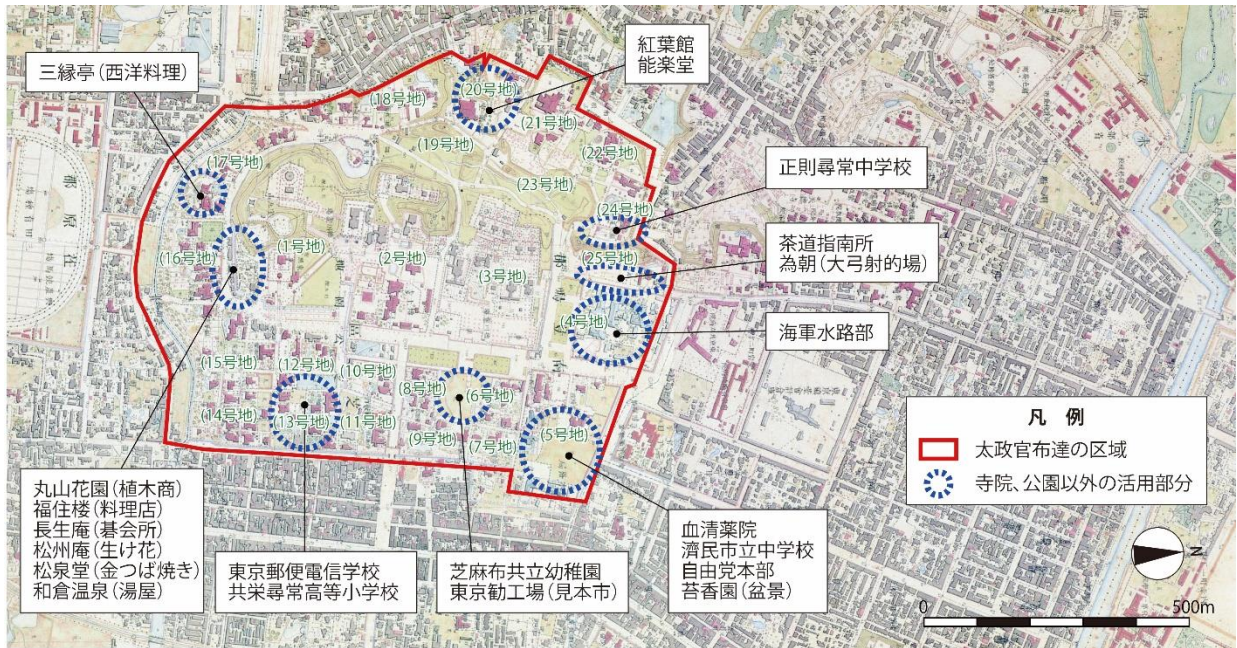 三縁亭(西洋料理)
紅葉館
能楽堂
正則尋常中学校
茶道指南所
為朝(大弓射的場)
海軍水路部
丸山花園(植木商)
福住楼(料理店)
長生庵(碁会所)
松州庵(生け花)
松泉堂(金つば焼き)
和倉温泉(湯屋)
東京郵便電信学校
共栄尋常高等小学校
芝麻布共立幼稚園
東京勧工場(見本市)
血清薬院
濟民市立中学校
自由党本部
苔香園(盆景)
凡例
太政官布達の区域
寺院、公園以外の活用部分
N
0 500m
(18号地)
(20号地)
(21号地)
(19号地)
(22号地)
(17号地)
(23号地)
(24号地)
(16号地)
(1号地)
(2号地)
(3号地)
(25号地)
(4号地)
(15号地)
(12号地)
(10号地)
(8号地)
(6号地)
(14号地)
(13号地)
(11号地)
(9号地)
(7号地)
(5号地)